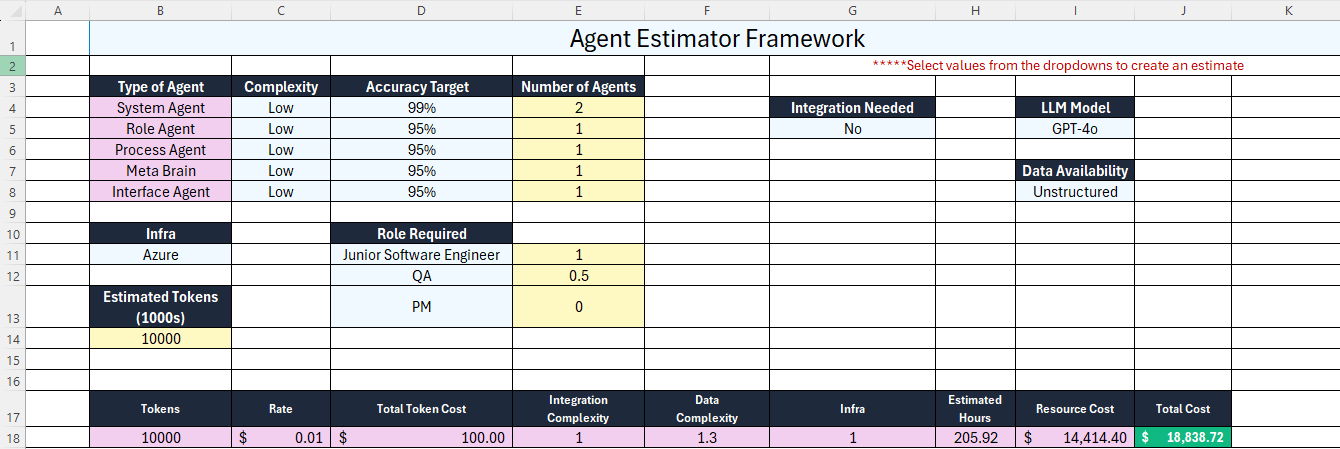 A B C D E F G H I J K
1 Agent Estimator Framework
2 *****Select values from the dropdowns to create an estimate
3 Type of Agent Complexity Accuracy Target Number of Agents
4 System Agent Low 99% 2 Integration Needed LLM Model
5 Role Agent Low 95% 1 No GPT-4o
6 Process Agent Low 95% 1
7 Meta Brain Low 95% 1 Data Availability
8 Interface Agent Low 95% 1 Unstructured
9
10 Infra Role Required
11 Azure Junior Software Engineer 1
12 QA 0.5
Estimated Tokens
13 (1000s) PM 0
14 10000
15
16
17 Tokens Rate Total Token Cost Integration Complexity Data Complexity Infra Estimated Hours Resource Cost Total Cost
18 10000 $ 0.01 $ 100.00 1 1.3 1 205.92 $ 14,414.40 $ 18,838.72